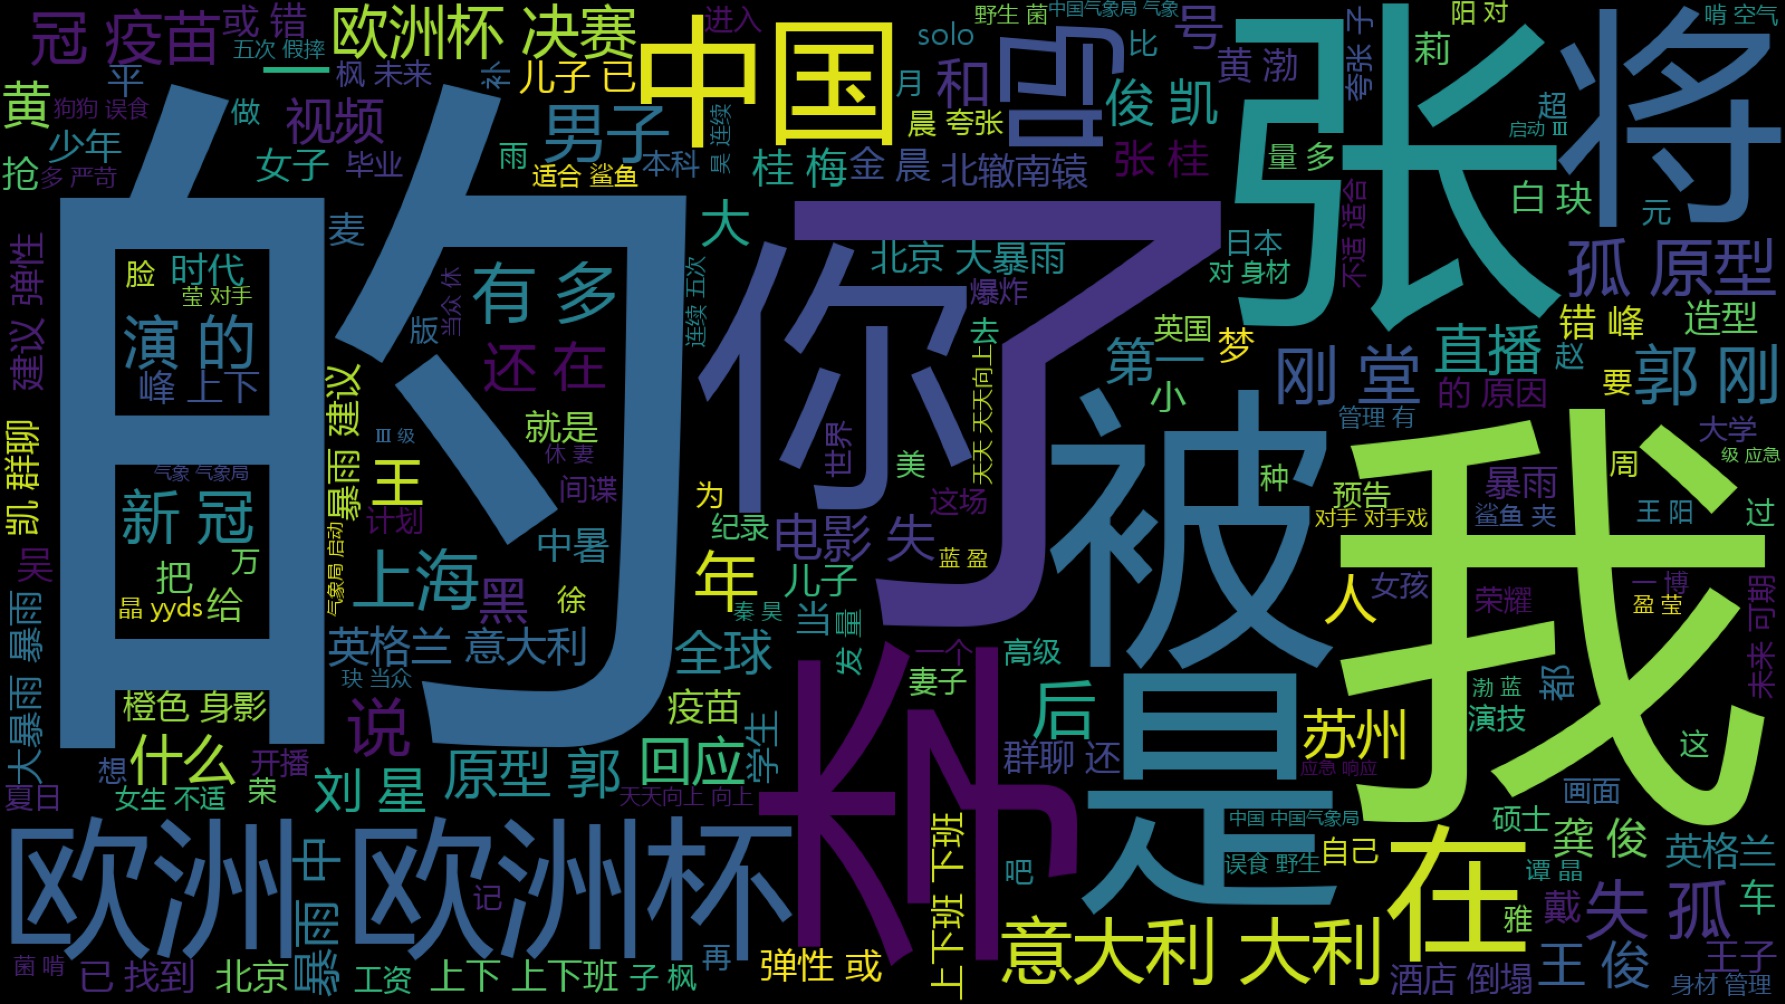 冠 疫苗
或 错
五次 假摔
欧洲杯 决赛
中国
进入
野生 菌
中国气象局 气象
号
张
将
阳 对
啃 空气
solo
比
吗
黄 渤
夸张 子
莉
一
平
枫 未来
补
儿子 已
月
和
俊 凯
超
启动 Ⅲ
黄
狗狗 误食
做
视频
男子
吴 连续
晨 夸张
少年
抢
多 严苛
女子
毕业
雨
适合 鲨鱼
本科
桂 梅
金 晨
北辙南辕
张 桂
量 多
白 玦
元
的
你
了
我
被
是
麦
大
北京 大暴雨
日本
对 身材
不适 适合
孤 原型
建议 弹性
脸
时代
莹 对手
演 的
峰 上下
有 多
当众 休
版
还 在
连续 五次
爆炸
去
英国
梦
第一
小
刚 堂
直播
错 峰
造型
赵
郭 刚
要
的 原因
天天 天天向上
管理 有
大学
级 应急
凯 群聊
暴雨 建议
Ⅲ 级
就是
休 妻
世界
美
种
周
气象 气象局
王
间谍
为
这场
预告
暴雨
新 冠
计划
纪录
电影 失
对手 对手戏
鲨鱼 夹
王 阳
过
吴
把
万
晶 yyds
给
气象局 启动
上海
中暑
黑
徐
年
蓝 盈
儿子
秦 昊
当
发 量
人
女孩
荣耀
一 博
盈 莹
未来 可期
大暴雨 暴雨
英格兰 意大利
玦 当众
全球
一个
高级
妻子
渤 蓝
都
演技
这
橙色 身影
说
疫苗
后
苏州
什么
开播
想
女生 不适
荣
夏日
刘 星
原型 郭
回应
学生
天天向上 向上
群聊 还
应急 响应
画面
欧洲
欧洲杯
暴雨 中
记
上下班 下班
吧
中国 中国气象局
误食 野生
自己
在
硕士
龚 俊
英格兰
谭 晶
戴
失 孤
雅
车
菌 啃
已 找到
北京
工资
上下 上下班
子 枫
再
弹性 或
意大利 大利
酒店 倒塌
王 俊
王子
身材 管理